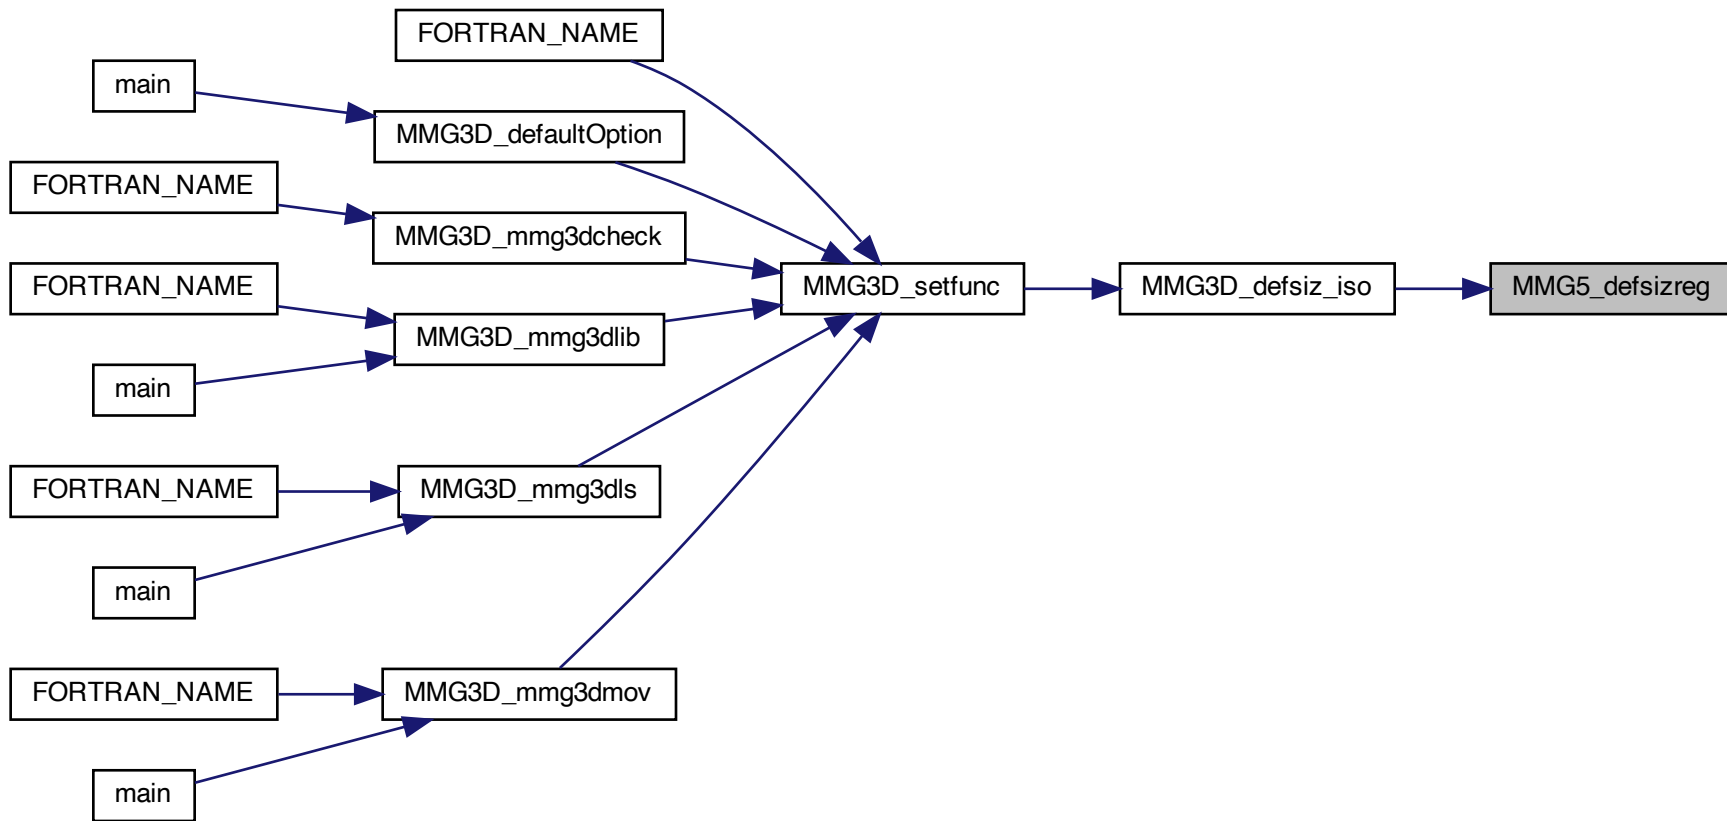 FORTRAN_NAME
main
MMG3D_defaultOption
FORTRAN_NAME
MMG3D_mmg3dcheck
FORTRAN_NAME
MMG3D_setfunc
MMG3D_defsiz_iso
MMG5_defsizreg
MMG3D_mmg3dlib
main
FORTRAN_NAME
MMG3D_mmg3dls
main
FORTRAN_NAME
MMG3D_mmg3dmov
main